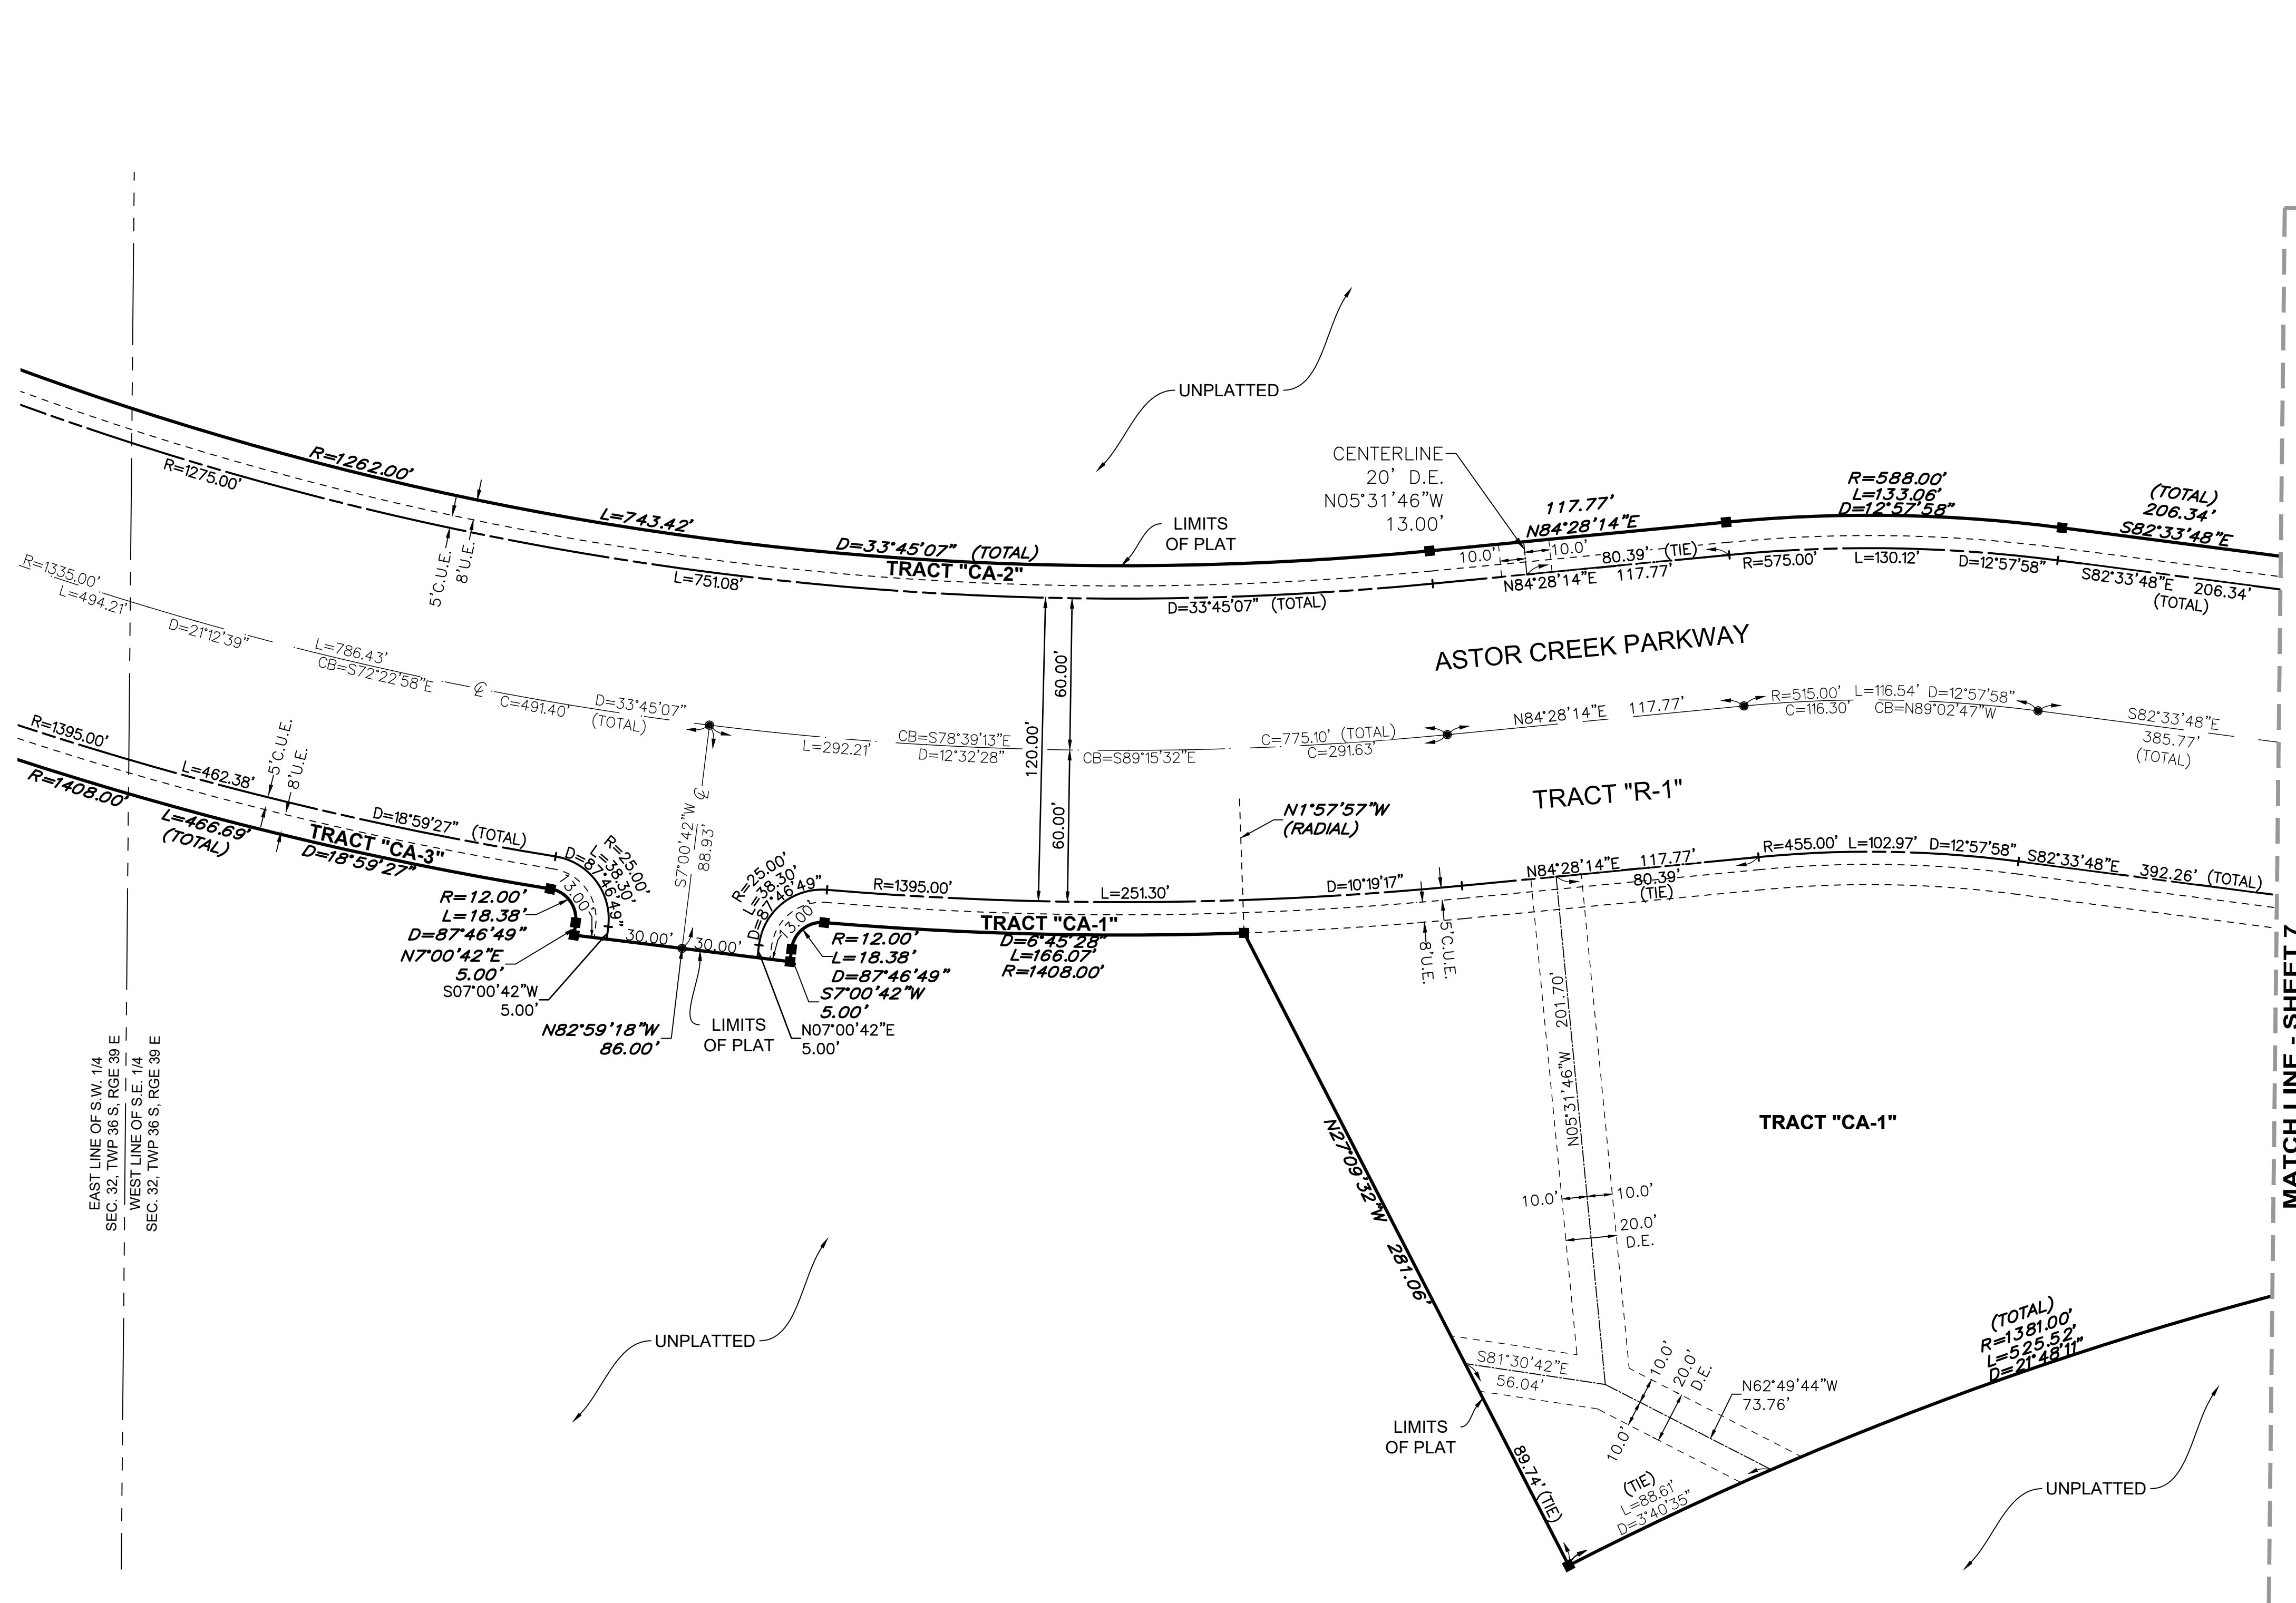 UNPLATTED
CENTERLINE
20' D.E.
N05°31'46"W
13.00'
R=1262.00'
L=743.42'
D=33°45'07" (TOTAL)
TRACT "CA-2"
LIMITS
OF PLAT
117.77'
N84°28'14"E
R=588.00'
L=133.06'
D=12°57'58"
(TOTAL)
206.34'
S82°33'48"E
R=1275.00'
5'C.U.E.
8'U.E.
L=751.08'
D=33°45'07" (TOTAL)
10.0'
10.0'
80.39' (TIE)
N84°28'14"E 117.77'
R=575.00' L=130.12' D=12°57'58"
S82°33'48"E 206.34'
(TOTAL)
R=1335.00'
L=494.21'
D=21°12'39"
L=786.43'
CB=S72°22'58"E
C=491.40'
D=33°45'07"
(TOTAL)
L=292.21'
CB=S78°39'13"E
D=12°32'28"
60.00'
120.00'
60.00'
CB=S89°15'32"E
C=775.10' (TOTAL)
C=291.63'
ASTOR CREEK PARKWAY
N84°28'14"E 117.77'
R=515.00' L=116.54' D=12°57'58"
C=116.30' CB=N89°02'47"W
S82°33'48"E
385.77'
(TOTAL)
TRACT "R-1"
R=1395.00'
L=462.38'
5'C.U.E.
8'U.E.
D=18°59'27" (TOTAL)
R=1408.00'
L=466.69'
(TOTAL)
TRACT "CA-3"
D=18°59'27"
R=25.00'
L=38.30'
D=87°46'49"
13.00'
S7°00'42"W
88.93'
R=25.00'
L=38.30'
D=87°46'49"
13.00'
R=1395.00'
L=251.30'
D=10°19'17"
N1°57'57"W
(RADIAL)
N84°28'14"E 117.77'
80.39'
(TIE)
R=455.00' L=102.97' D=12°57'58"
S82°33'48"E 392.26' (TOTAL)
R=12.00'
L=18.38'
D=87°46'49"
N7°00'42"E
5.00'
S07°00'42"W
5.00'
30.00'
30.00'
N82°59'18"W
86.00'
LIMITS
OF PLAT
R=12.00'
L=18.38'
D=87°46'49"
S7°00'42"W
5.00'
N07°00'42"E
5.00'
TRACT "CA-1"
D=6°45'28"
L=166.07'
R=1408.00'
8'U.E.
5'C.U.E.
N05°31'46"W 201.70'
TRACT "CA-1"
N27°09'32"W 281.06'
10.0'
10.0'
20.0'
D.E.
EAST LINE OF S.W. 1/4
SEC. 32, TWP 36 S, RGE 39 E
WEST LINE OF S.E. 1/4
SEC. 32, TWP 36 S, RGE 39 E
UNPLATTED
S81°30'42"E
56.04'
LIMITS
OF PLAT
10.0'
20.0'
D.E.
10.0'
N62°49'44"W
73.76'
89.74' (TIE)
(TIE)
L=88.61'
D=3°40'35"
(TOTAL)
R=1381.00'
L=525.52'
D=21°48'11"
UNPLATTED
MATCH LINE - SHEET 7